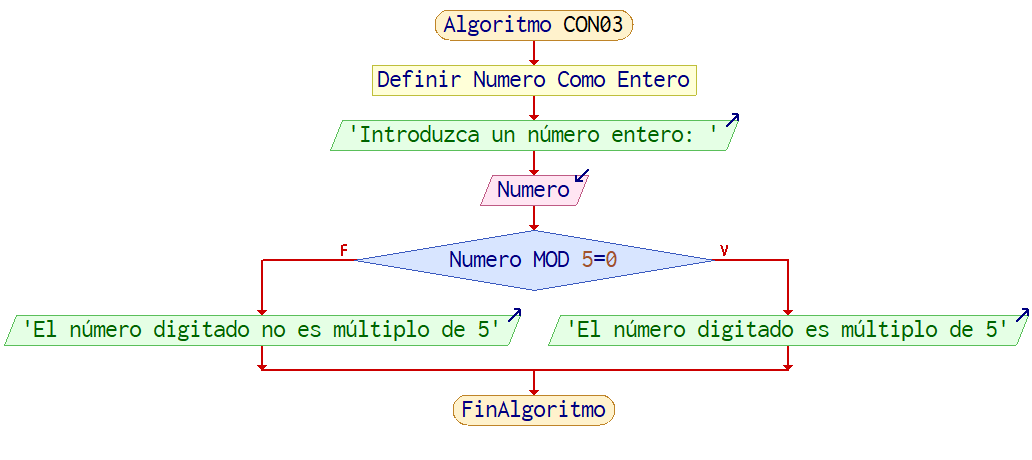 Algoritmo CON03
Definir Numero Como Entero
'Introduzca un número entero: '
Numero
F
Numero MOD 5=0
V
'El número digitado no es múltiplo de 5'
'El número digitado es múltiplo de 5'
FinAlgoritmo